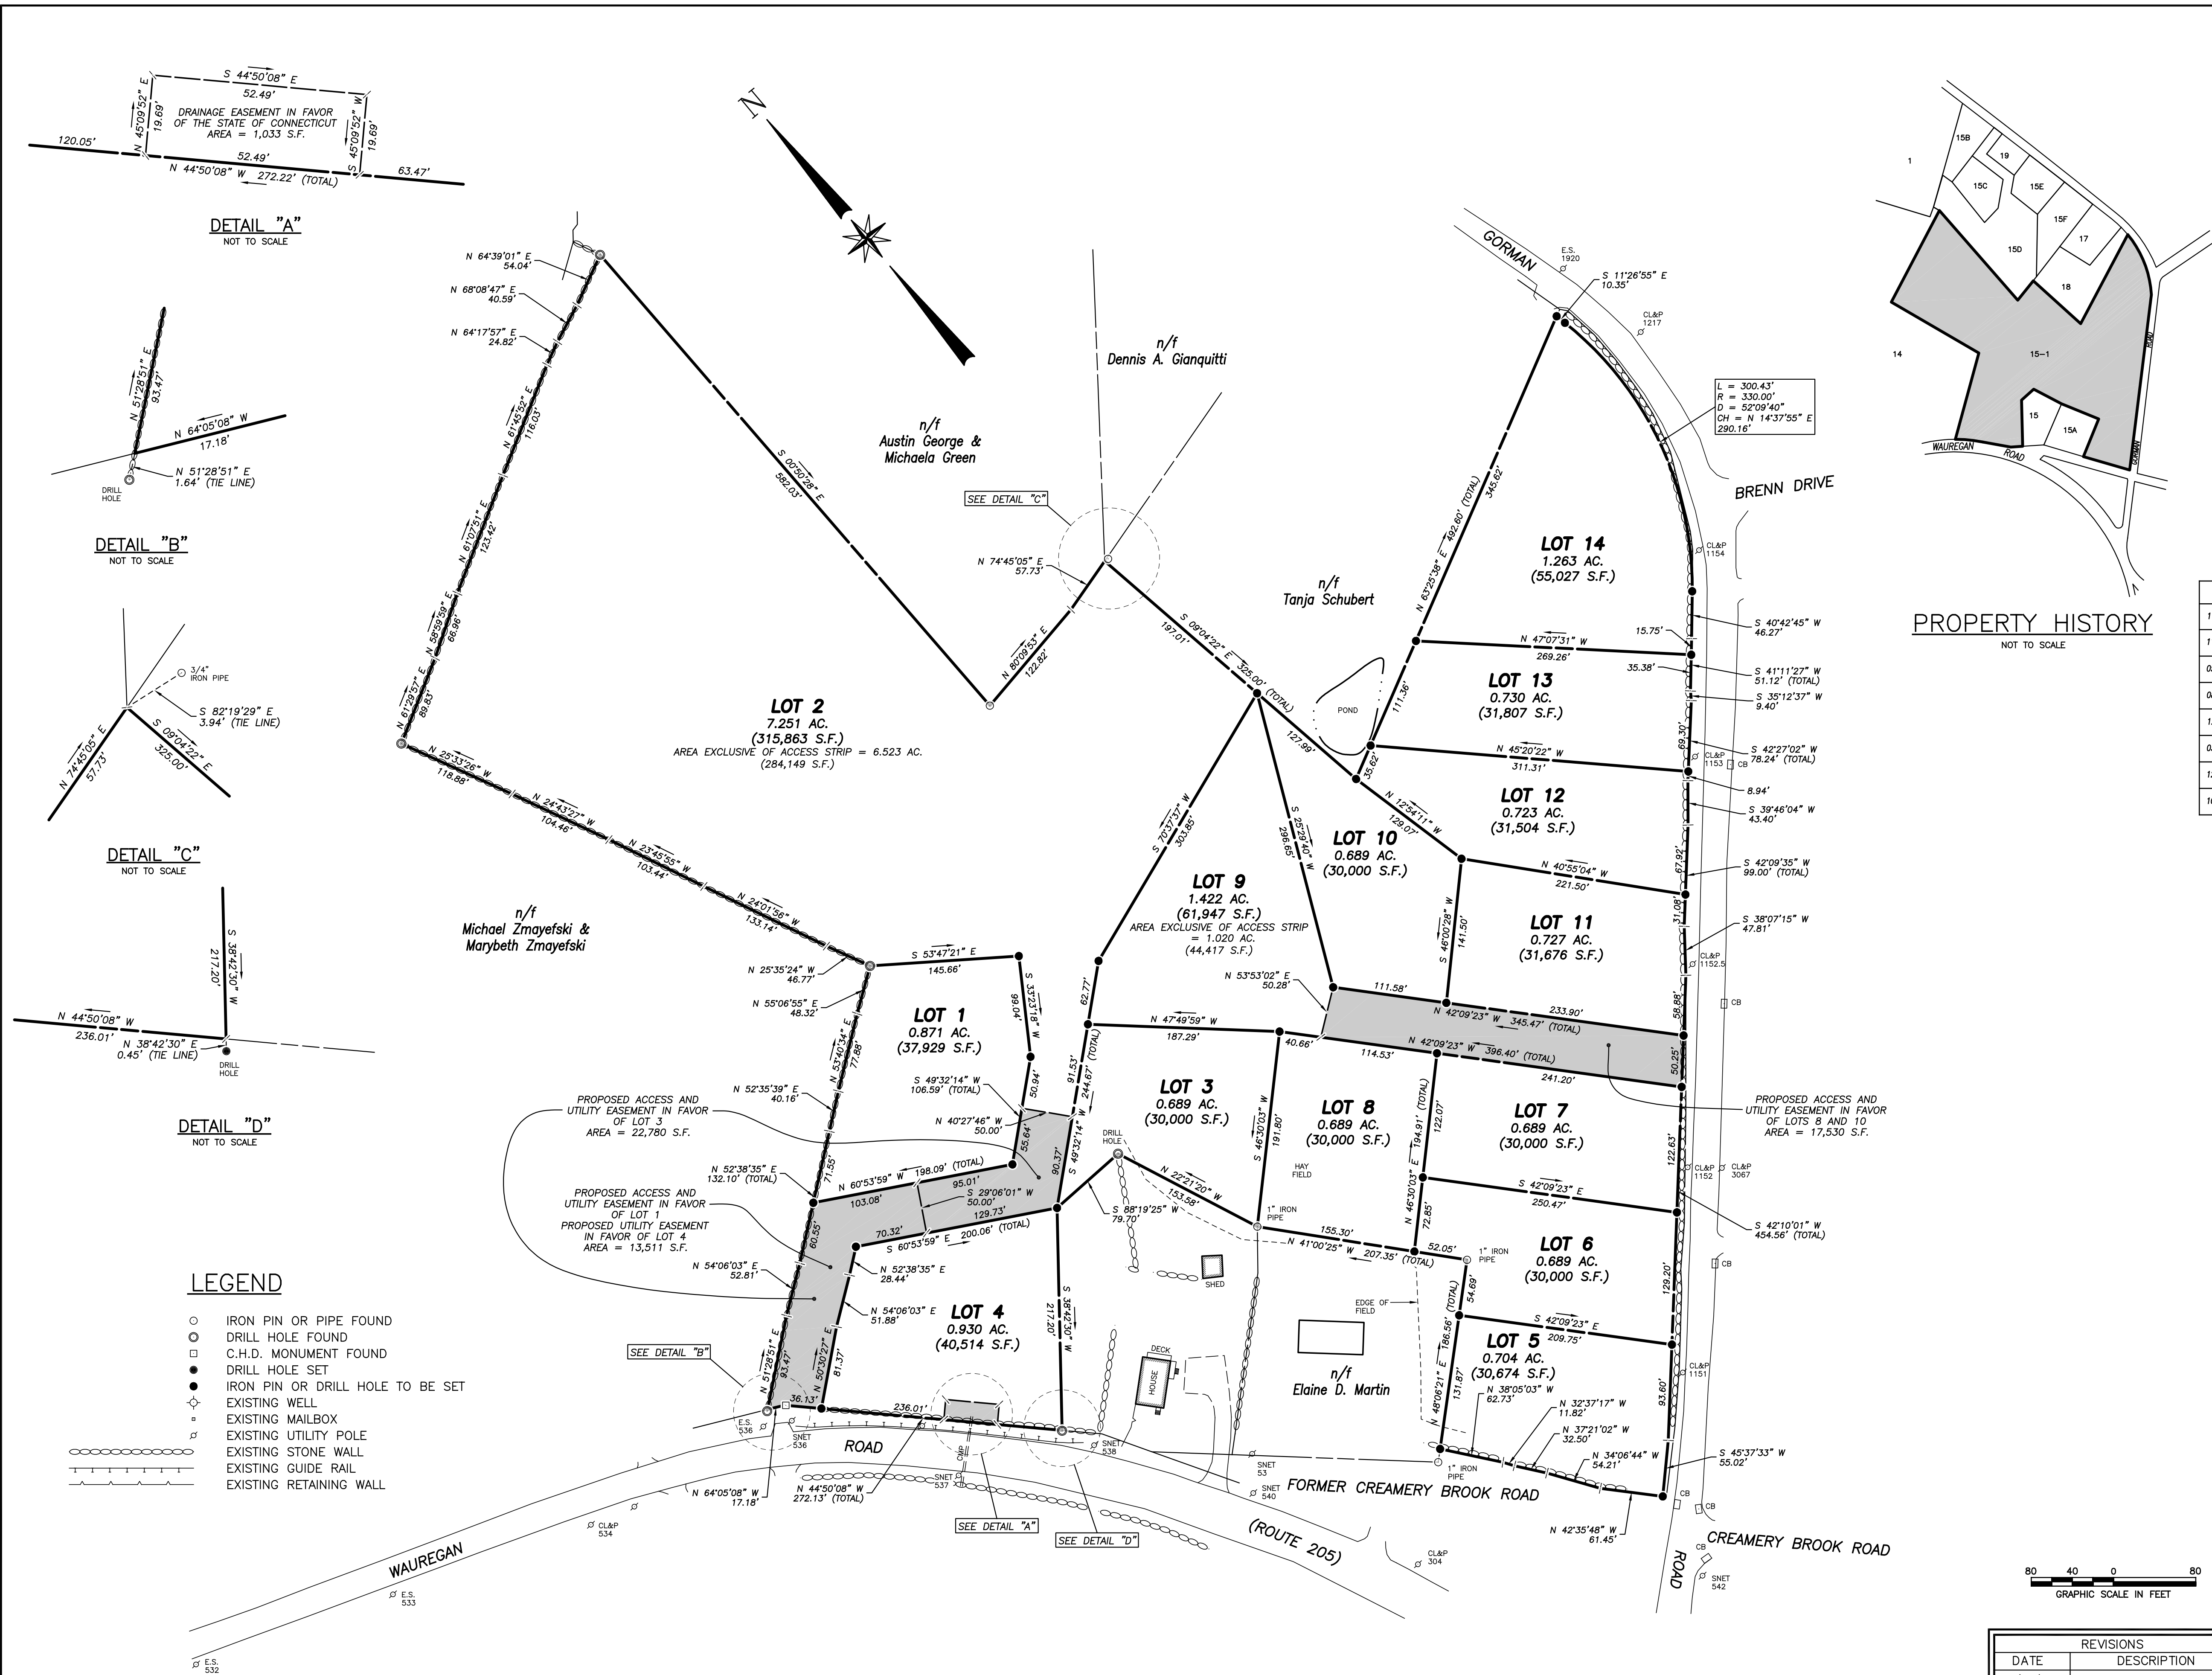 S 44°50'08" E
52.49'
N 45°09'52" E
19.69'
DRAINAGE EASEMENT IN FAVOR
OF THE STATE OF CONNECTICUT
AREA = 1,033 S.F.
S 45°09'52" W
19.69'
120.05'
52.49'
63.47'
N 44°50'08" W 272.22' (TOTAL)
DETAIL "A"
NOT TO SCALE
N 51°28'51" E
93.47'
N 64°05'08" W
17.18'
N 51°28'51" E
1.64' (TIE LINE)
DRILL
HOLE
DETAIL "B"
NOT TO SCALE
3/4"
IRON PIPE
S 82°19'29" E
3.94' (TIE LINE)
N 74°45'05" E
57.73'
S 09°04'22" E
325.00'
DETAIL "C"
NOT TO SCALE
S 38°42'30" W
217.20'
N 44°50'08" W
236.01'
N 38°42'30" E
0.45' (TIE LINE)
DRILL
HOLE
DETAIL "D"
NOT TO SCALE
LEGEND
IRON PIN OR PIPE FOUND
DRILL HOLE FOUND
C.H.D. MONUMENT FOUND
DRILL HOLE SET
IRON PIN OR DRILL HOLE TO BE SET
EXISTING WELL
EXISTING MAILBOX
EXISTING UTILITY POLE
EXISTING STONE WALL
EXISTING GUIDE RAIL
EXISTING RETAINING WALL
N
N 64°39'01" E
54.04'
N 68°08'47" E
40.59'
N 64°17'57" E
24.82'
N 61°45'52" E
116.03'
N 61°07'51" E
123.42'
N 58°59'59" E
66.96'
N 61°29'57" E
89.83'
S 00°50'28" E
582.03'
n/f
Austin George &
Michaela Green
n/f
Dennis A. Gianquitti
SEE DETAIL "C"
N 74°45'05" E
57.73'
N 80°09'53" E
122.82'
LOT 2
7.251 AC.
(315,863 S.F.)
AREA EXCLUSIVE OF ACCESS STRIP = 6.523 AC.
(284,149 S.F.)
N 25°33'26" W
118.88'
N 24°43'27" W
104.46'
N 23°45'55" W
103.44'
N 24°01'56" W
133.14'
N 25°35'24" W
46.77'
n/f
Michael Zmayefski &
Marybeth Zmayefski
n/f
Tanja Schubert
S 09°04'22" E 325.00' (TOTAL)
197.01'
127.99'
POND
GORMAN
E.S.
1920
S 11°26'55" E
10.35'
CL&P
1217
L = 300.43'
R = 330.00'
D = 52°09'40"
CH = N 14°37'55" E
290.16'
BRENN DRIVE
CL&P
1154
N 63°25'38" E 492.60' (TOTAL)
345.62'
111.36'
35.62'
LOT 14
1.263 AC.
(55,027 S.F.)
15.75'
S 40°42'45" W
46.27'
N 47°07'31" W
269.26'
35.38'
S 41°11'27" W
51.12' (TOTAL)
S 35°12'37" W
9.40'
LOT 13
0.730 AC.
(31,807 S.F.)
69.30'
S 42°27'02" W
78.24' (TOTAL)
CL&P
1153
CB
N 45°20'22" W
311.31'
8.94'
S 39°46'04" W
43.40'
LOT 12
0.723 AC.
(31,504 S.F.)
N 12°54'11" W
129.07'
67.92'
S 42°09'35" W
99.00' (TOTAL)
N 40°55'04" W
221.50'
31.08'
LOT 10
0.689 AC.
(30,000 S.F.)
S 46°00'28" W
141.50'
LOT 11
0.727 AC.
(31,676 S.F.)
S 38°07'15" W
47.81'
CL&P
1152.5
CB
58.88'
S 70°37'37" W
303.85'
S 25°29'40" W
296.65'
LOT 9
1.422 AC.
(61,947 S.F.)
AREA EXCLUSIVE OF ACCESS STRIP
= 1.020 AC.
(44,417 S.F.)
N 53°53'02" E
50.28'
111.58'
233.90'
N 42°09'23" W 345.47' (TOTAL)
50.25'
62.77'
N 47°49'59" W
187.29'
40.66'
114.53'
N 42°09'23" W 396.40' (TOTAL)
241.20'
PROPOSED ACCESS AND
UTILITY EASEMENT IN FAVOR
OF LOTS 8 AND 10
AREA = 17,530 S.F.
S 53°47'21" E
145.66'
N 55°06'55" W
48.32'
LOT 1
0.871 AC.
(37,929 S.F.)
S 33°23'18" W
99.04'
N 53°40'34" E
77.88'
50.94'
S 49°32'14" W
106.59' (TOTAL)
N 52°35'39" E
40.16'
N 40°27'46" W
50.00'
55.64'
91.53'
S 49°32'14" W 244.67' (TOTAL)
90.37'
PROPOSED ACCESS AND
UTILITY EASEMENT IN FAVOR
OF LOT 3
AREA = 22,780 S.F.
N 52°38'35" E
132.10' (TOTAL)
71.55'
N 60°53'59" W 198.09' (TOTAL)
103.08'
95.01'
S 29°06'01" W
50.00'
129.73'
70.32'
S 60°53'59" E 200.06' (TOTAL)
PROPOSED ACCESS AND
UTILITY EASEMENT IN FAVOR
OF LOT 1
PROPOSED UTILITY EASEMENT
IN FAVOR OF LOT 4
AREA = 13,511 S.F.
60.55'
N 54°06'03" E
52.81'
N 52°38'35" E
28.44'
N 54°06'03" E
51.88'
SEE DETAIL "B"
N 51°28'51" E
93.47'
N 50°30'27" E
81.37'
36.13'
LOT 4
0.930 AC.
(40,514 S.F.)
S 38°42'30" W
217.20'
236.01'
LOT 3
0.689 AC.
(30,000 S.F.)
DRILL
HOLE
N 22°21'20" W
153.58'
S 88°19'25" W
79.70'
S 46°30'03" W
191.80'
LOT 8
0.689 AC.
(30,000 S.F.)
HAY
FIELD
1" IRON
PIPE
155.30'
N 41°00'25" W 207.35' (TOTAL)
52.05'
N 46°30'03" E 194.91' (TOTAL)
122.07'
72.85'
LOT 7
0.689 AC.
(30,000 S.F.)
122.63'
CL&P
1152
CL&P
3067
S 42°09'23" E
250.47'
S 42°10'01" W
454.56' (TOTAL)
LOT 6
0.689 AC.
(30,000 S.F.)
1" IRON
PIPE
CB
129.20'
54.69'
S 42°09'23" E
209.75'
EDGE OF
FIELD
N 48°06'21" E 186.56' (TOTAL)
131.87'
LOT 5
0.704 AC.
(30,674 S.F.)
CL&P
1151
93.60'
N 38°05'03" W
62.73'
N 32°37'17" W
11.82'
N 37°21'02" W
32.50'
N 34°06'44" W
54.21'
S 45°37'33" W
55.02'
N 42°35'48" W
61.45'
1" IRON
PIPE
SHED
DECK
HOUSE
n/f
Elaine D. Martin
E.S.
536
SNET
536
ROAD
SNET
538
CMP
SNET
537
SNET
53
SNET
540
FORMER CREAMERY BROOK ROAD
N 64°05'08" W
17.18'
N 44°50'08" W
272.13' (TOTAL)
SEE DETAIL "A"
SEE DETAIL "D"
(ROUTE 205)
CL&P
304
CL&P
534
WAUREGAN
E.S.
533
E.S.
532
CB
CB
CREAMERY BROOK ROAD
CB
SNET
542
ROAD
1
15B
19
15C
15E
15F
15D
17
18
14
15-1
15
15A
ROAD
GORMAN
WAUREGAN
ROAD
PROPERTY HISTORY
NOT TO SCALE
80 40 0 80
GRAPHIC SCALE IN FEET
REVISIONS
DATE DESCRIPTION